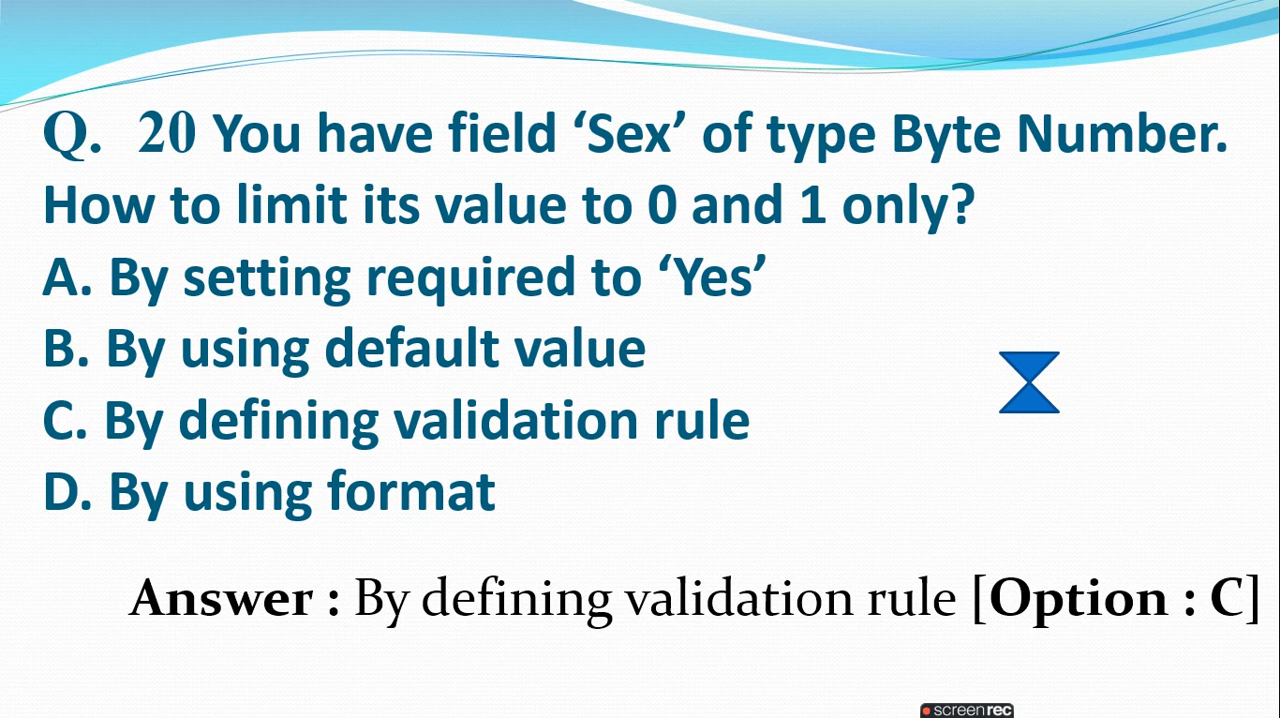 Q. 20 You have field ‘Sex’ of type Byte Number.
How to limit its value to 0 and 1 only?
A. By setting required to ‘Yes’
B. By using default value
C. By defining validation rule
D. By using format
Answer : By defining validation rule [Option : C]
screenrec